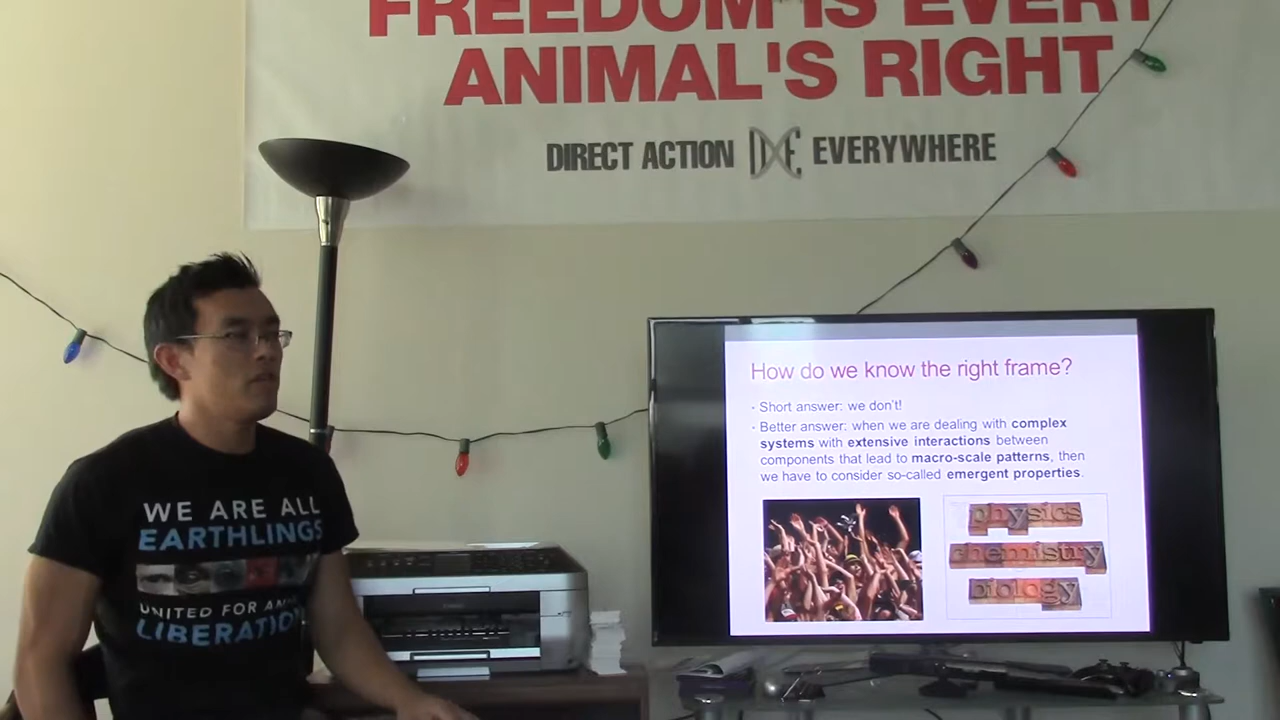 FREEDOM IS EVERY
ANIMAL'S RIGHT
DIRECT ACTION DXE EVERYWHERE
How do we know the right frame?
· Short answer: we don't!
· Better answer: when we are dealing with complex
systems with extensive interactions between
components that lead to macro-scale patterns, then
we have to consider so-called emergent properties.
physics
chemistry
biology
WE ARE ALL
EARTHLINGS
UNITED FOR
LIBERATION